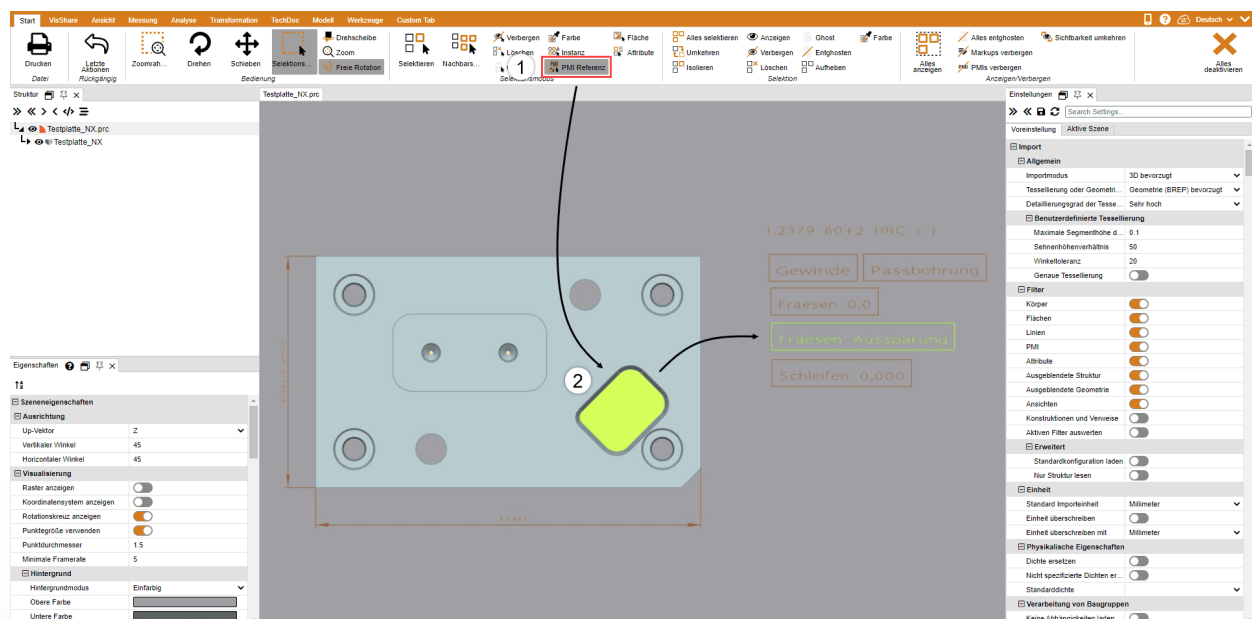 Start VisShare Ansicht Messung Analyse Transformation TechDoc Modell Werkzeuge Custom Tab Deutsch
Drucken
Letzte Aktionen
Zoomrah...
Drehen
Schieben
Selektions...
Drehscheibe
Zoom
Freie Rotation
Selektieren
Nachbars...
Verbergen
Löschen
Farbe
Instanz
PMI Referenz
Fläche
Attribute
Alles selektieren
Umkehren
Isolieren
Anzeigen
Verbergen
Löschen
Ghost
Entghosten
Aufheben
Farbe
Alles anzeigen
Alles entghosten
Markups verbergen
PMI PMIs verbergen
Sichtbarkeit umkehren
Alles deaktivieren
Datei
Rückgängig
Bedienung
Selektionsmodus
Selektion
Anzeigen/Verbergen
1
Struktur
Testplatte_NX.prc
Testplatte_NX
Eigenschaften
Szeneneigenschaften
Ausrichtung
Up-Vektor Z
Vertikaler Winkel 45
Horizontaler Winkel 45
Visualisierung
Raster anzeigen
Koordinatensystem anzeigen
Rotationskreuz anzeigen
Punktegröße verwenden
Punktdurchmesser 1.5
Minimale Framerate 5
Hintergrund
Hintergrundmodus Einfarbig
Obere Farbe
Untere Farbe
Testplatte_NX.prc
1.2379 60+2 HRC ( )
Gewinde Passbohrung
Fraesen 0,0
Fraesen Aussparung
Schleifen 0,000
2
100
Einstellungen
Search Settings...
Voreinstellung Aktive Szene
Import
Allgemein
Importmodus 3D bevorzugt
Tessellierung oder Geometri... Geometrie (BREP) bevorzugt
Detaillierungsgrad der Tesse... Sehr hoch
Benutzerdefinierte Tessellierung
Maximale Segmenthöhe d... 0.1
Sehnenhöhenverhältnis 50
Winkeltoleranz 20
Genaue Tessellierung
Filter
Körper
Flächen
Linien
PMI
Attribute
Ausgeblendete Struktur
Ausgeblendete Geometrie
Ansichten
Konstruktionen und Verweise
Aktiven Filter auswerten
Erweitert
Standardkonfiguration laden
Nur Struktur lesen
Einheit
Standard Importeinheit Millimeter
Einheit überschreiben
Einheit überschreiben mit Millimeter
Physikalische Eigenschaften
Dichte ersetzen
Nicht spezifizierte Dichten er...
Standarddichte
Verarbeitung von Baugruppen
Keine Abhängigkeiten laden